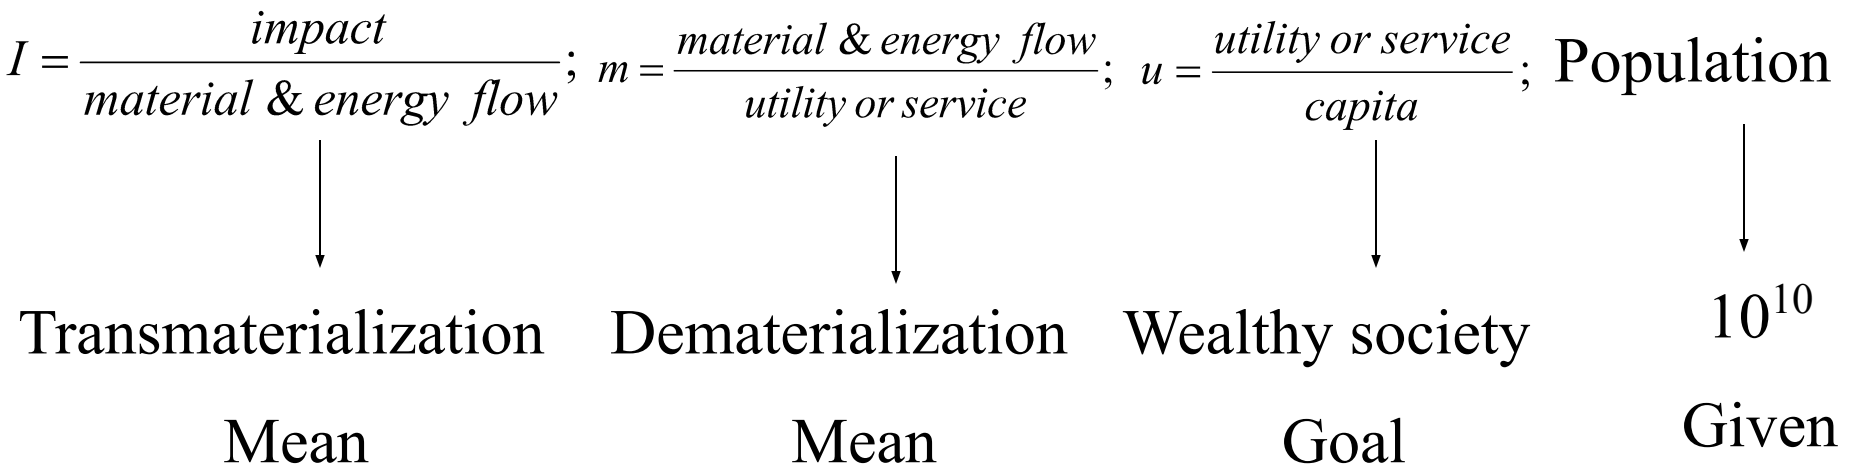 I = impact / material & energy flow ; m = material & energy flow / utility or service ; u = utility or service / capita ; Population
Transmaterialization Dematerialization Wealthy society 10^10
Mean Mean Goal Given